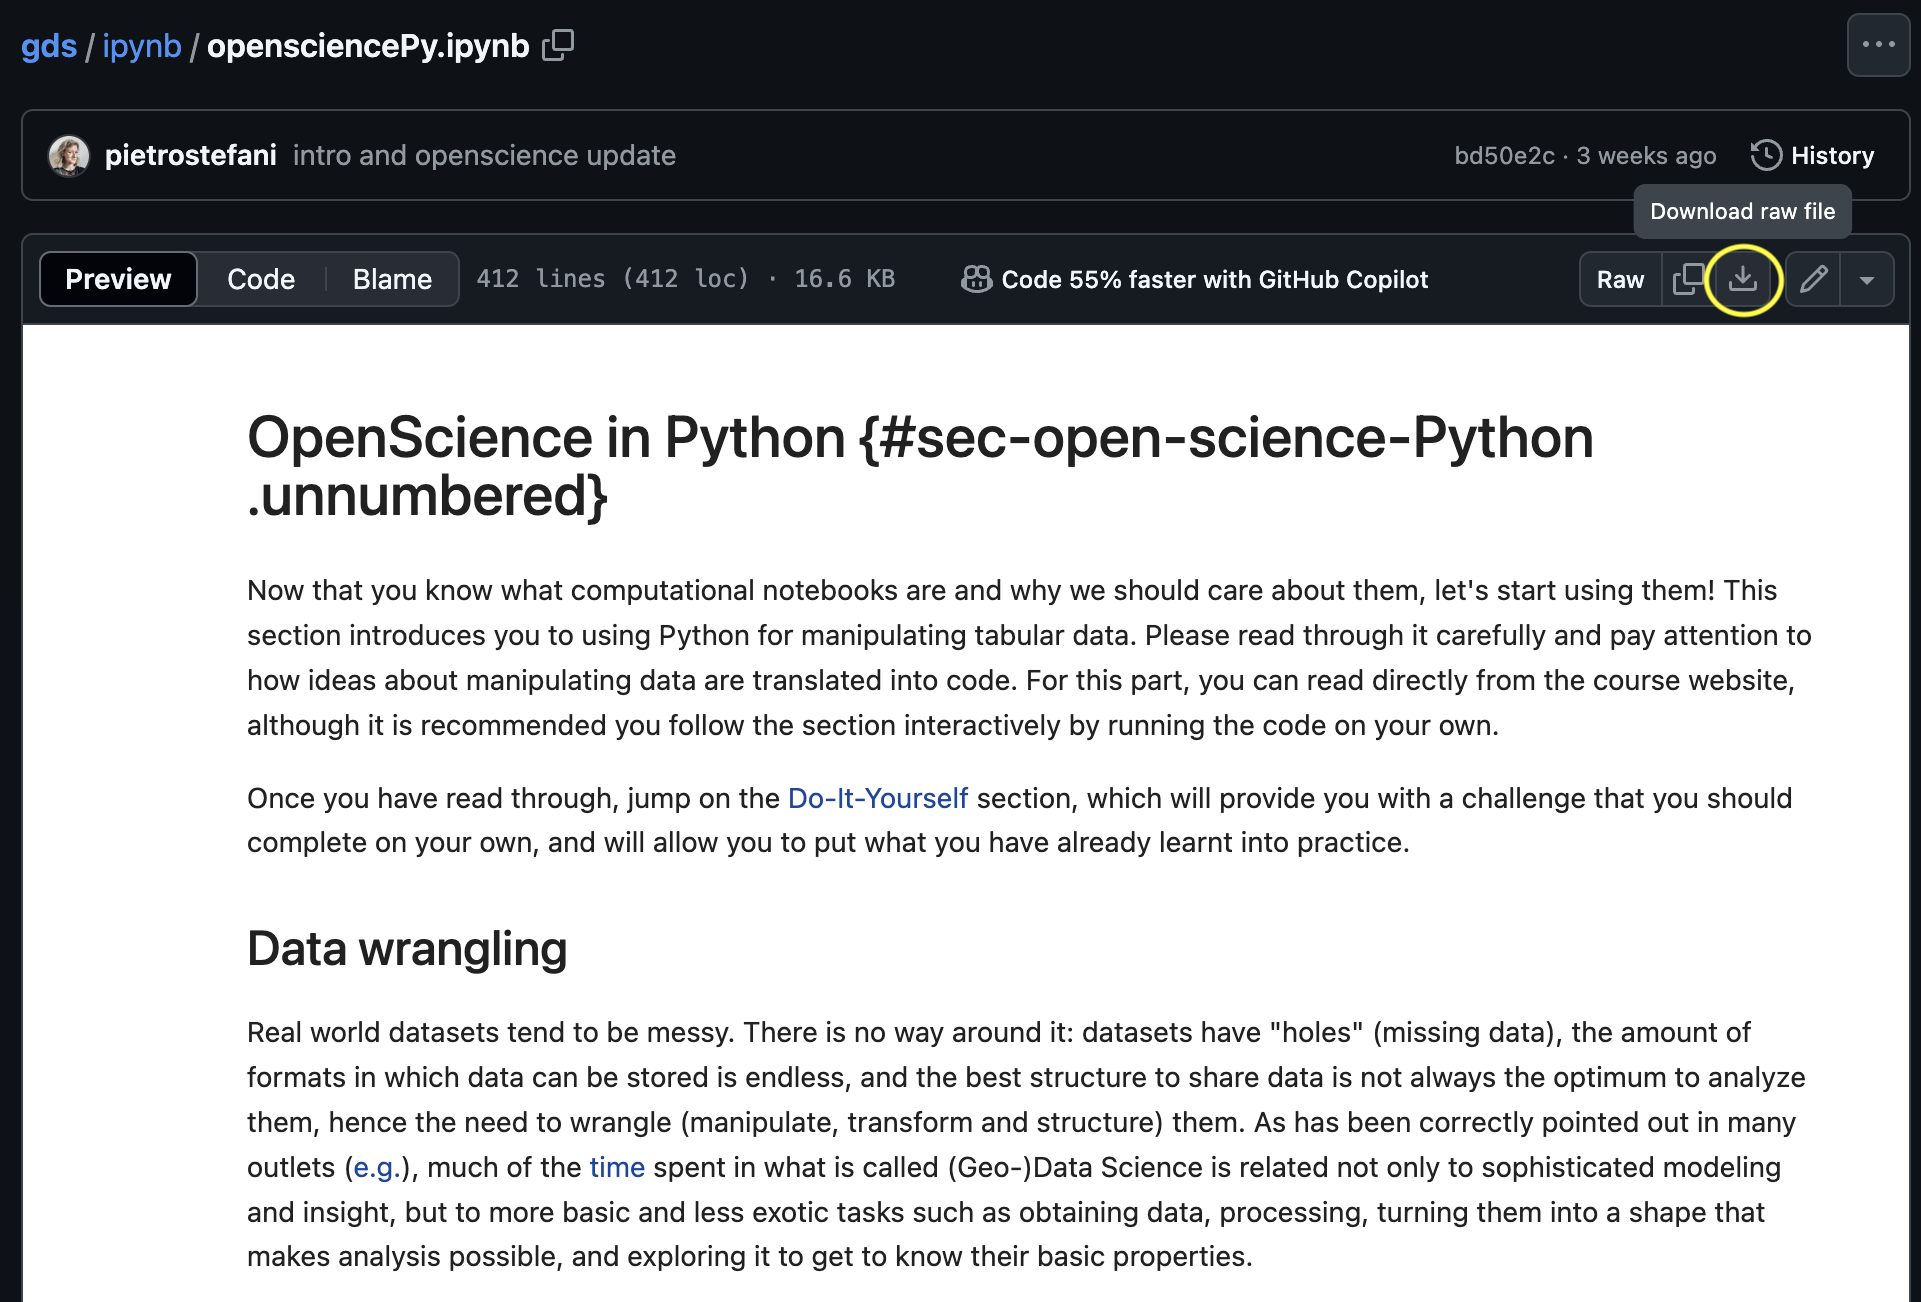 gds / ipynb / opensciencePy.ipynb
pietrostefani intro and openscience update bd50e2c · 3 weeks ago History
Download raw file
Preview Code Blame 412 lines (412 loc) · 16.6 KB Code 55% faster with GitHub Copilot Raw
OpenScience in Python {#sec-open-science-Python
.unnumbered}
Now that you know what computational notebooks are and why we should care about them, let's start using them! This
section introduces you to using Python for manipulating tabular data. Please read through it carefully and pay attention to
how ideas about manipulating data are translated into code. For this part, you can read directly from the course website,
although it is recommended you follow the section interactively by running the code on your own.
Once you have read through, jump on the Do-It-Yourself section, which will provide you with a challenge that you should
complete on your own, and will allow you to put what you have already learnt into practice.
Data wrangling
Real world datasets tend to be messy. There is no way around it: datasets have "holes" (missing data), the amount of
formats in which data can be stored is endless, and the best structure to share data is not always the optimum to analyze
them, hence the need to wrangle (manipulate, transform and structure) them. As has been correctly pointed out in many
outlets (e.g.), much of the time spent in what is called (Geo-)Data Science is related not only to sophisticated modeling
and insight, but to more basic and less exotic tasks such as obtaining data, processing, turning them into a shape that
makes analysis possible, and exploring it to get to know their basic properties.